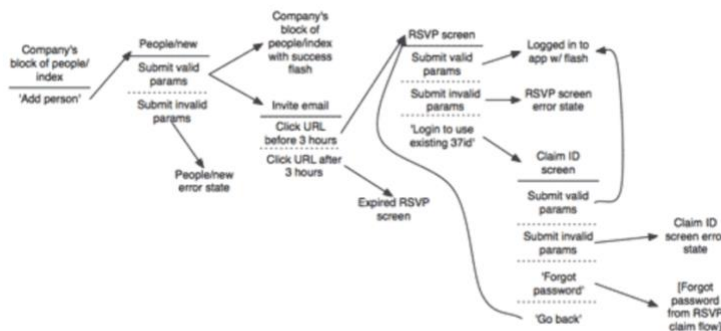 Company's
block of people/
index
'Add person'
People/new
Submit valid
params
Submit invalid
params
People/new
error state
Company's
block of
people/index
with success
flash
Invite email
Click URL
before 3 hours
Click URL after
3 hours
Expired RSVP
screen
RSVP screen
Submit valid
params
Submit invalid
params
'Login to use
existing 37id'
Logged in to
app w/ flash
RSVP screen
error state
Claim ID
screen
Submit valid
params
Submit invalid
params
'Forgot
password'
'Go back'
Claim ID
screen error
state
[Forgot
password
from RSVP
claim flow]